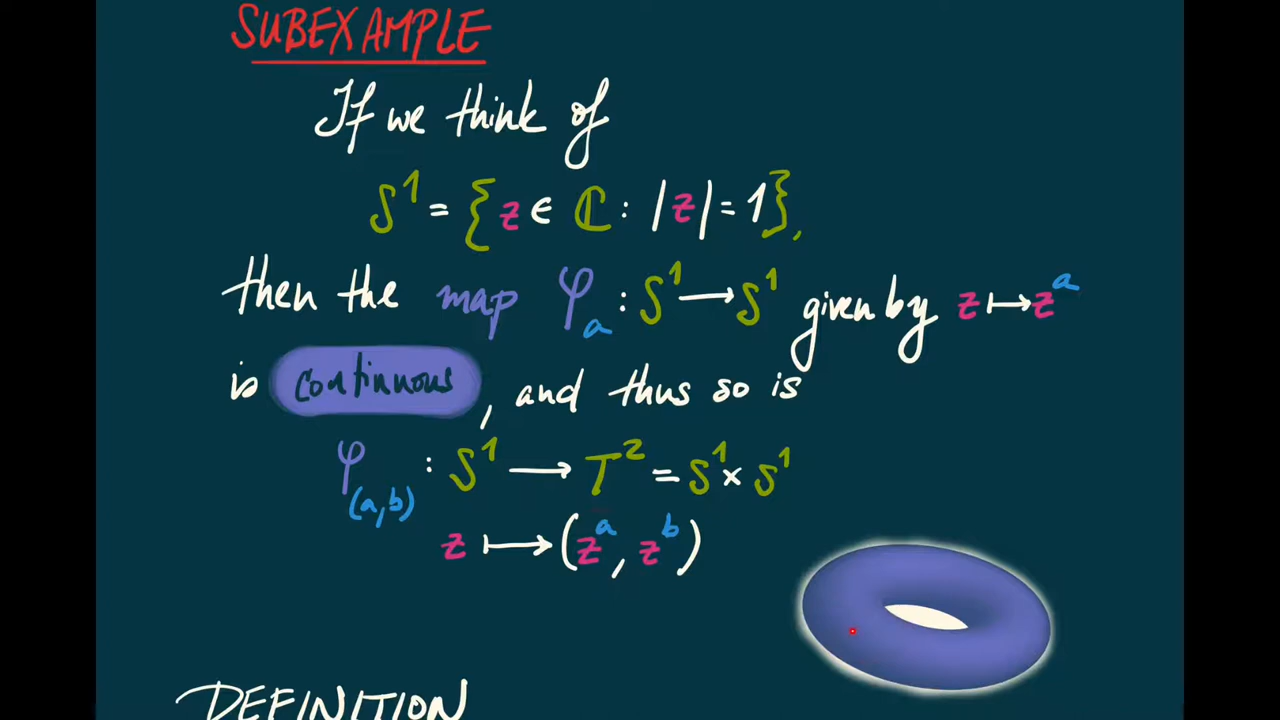 SUBEXAMPLE
If we think of
S¹ = {z ∈ ℂ : |z| = 1},
then the map φₐ : S¹ ⟶ S¹ given by z ⟼ zᵃ
is continuous, and thus so is
φ₍ₐ,b₎ : S¹ ⟶ T² = S¹ × S¹
z ⟼ (zᵃ, zᵇ)
DEFINITION